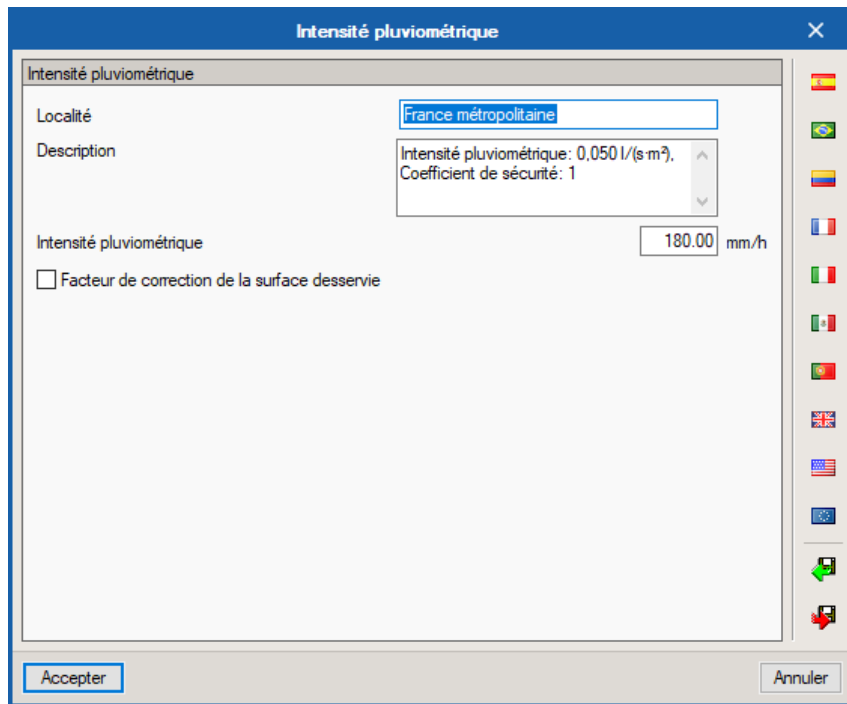 Intensité pluviométrique
Intensité pluviométrique
Localité
France métropolitaine
Description
Intensité pluviométrique: 0,050 l/(s·m²),
Coefficient de sécurité: 1
Intensité pluviométrique
180.00 mm/h
Facteur de correction de la surface desservie
Accepter
Annuler